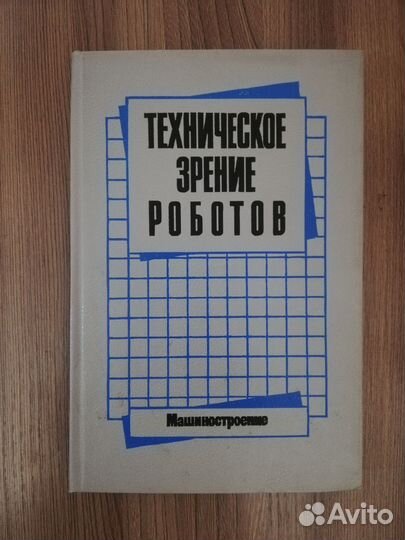 ТЕХНИЧЕСКОЕ
ЗРЕНИЕ
РОБОТОВ
Машиностроение
Avito